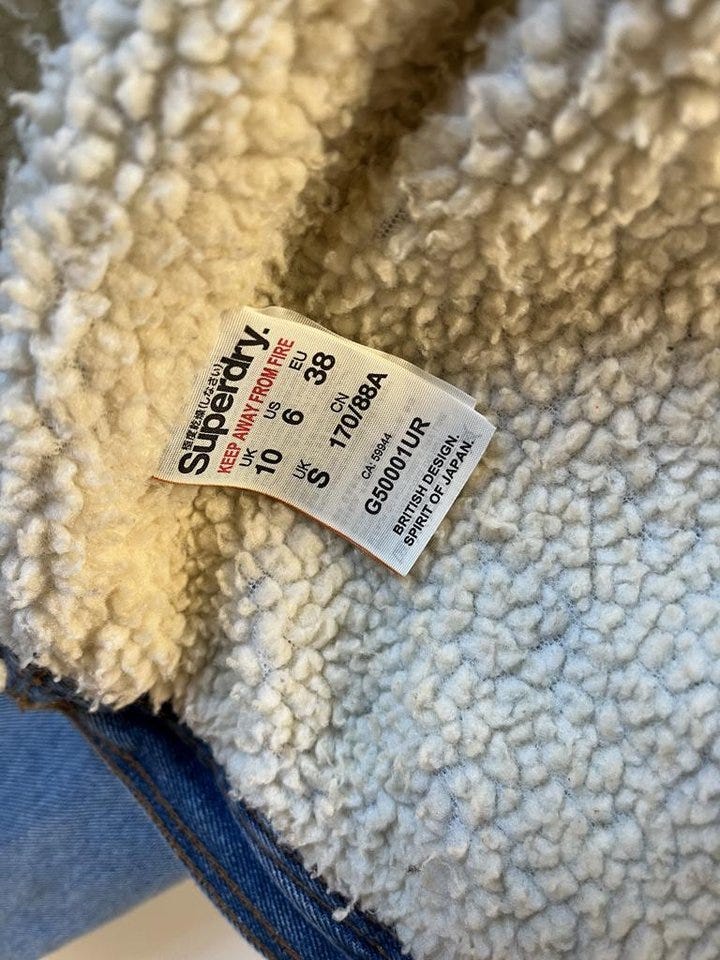 極度乾燥(しなさい)
Superdry.
KEEP AWAY FROM FIRE
UK US EU
10 6 38
UK CN
S 170/88A
CA: 59944
G50001UR
BRITISH DESIGN.
SPIRIT OF JAPAN.